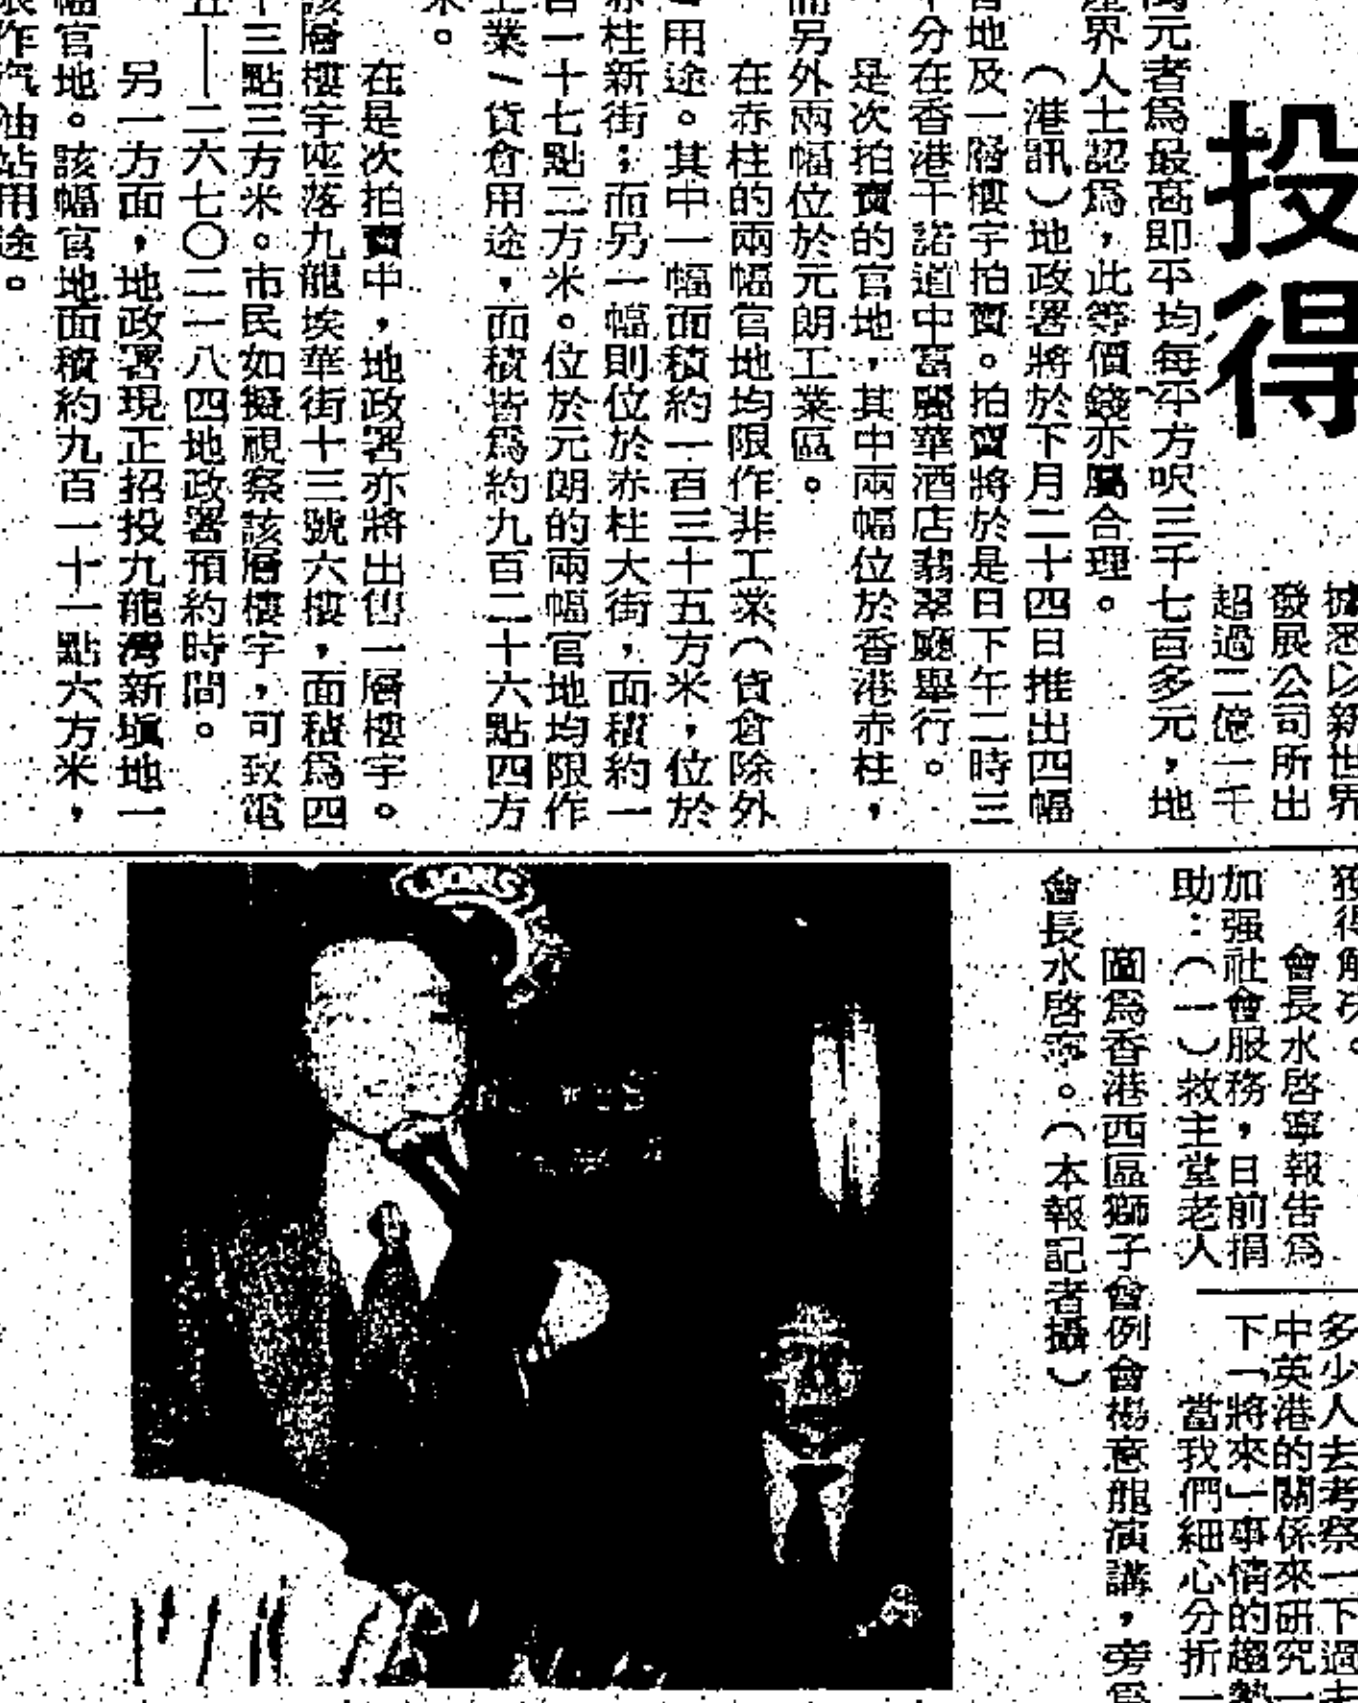 投得
據悉以新世界
發展公司所出
超過二億一千
萬元者為最高即平均每平方呎三千七百多元，地
產界人士認為，此等價錢亦屬合理。
（港訊）地政署將於下月二十四日推出四幅
官地及一層樓宇拍賣。拍賣將於是日下午二時三
十分在香港干諾道中富麗華酒店翡翠廳舉行。
是次拍賣的官地，其中兩幅位於香港赤柱，
而另外兩幅位於元朗工業區。
在赤柱的兩幅官地均限作非工業（貨倉除外
）用途。其中一幅面積約一百三十五方米，位於
赤柱新街；而另一幅則位於赤柱大街，面積約一
百一十七點二方米。位於元朗的兩幅官地均限作
工業／貨倉用途，面積皆為約九百二十六點四方
米。
在是次拍賣中，地政署亦將出售一層樓宇。
該層樓宇座落九龍埃華街十三號六樓，面積為四
十三點三方米。市民如擬視察該層樓宇，可致電
五——二六七〇二一八四地政署預約時間。
另一方面，地政署現正招投九龍灣新填地一
幅官地。該幅官地面積約九百一十一點六方米，
限作汽油站用途。
獲得解决。
會長水啓寧報告為
加强社會服務，日前捐
助：（一）救主堂老人
圖為香港西區獅子會例會楊意龍演講，旁為
會長水啓寧。（本報記者攝）
多少人去考察一下過去
中英港的關係來研究一
下「將來」事情的趨勢
當我們細心分折一
LIONS